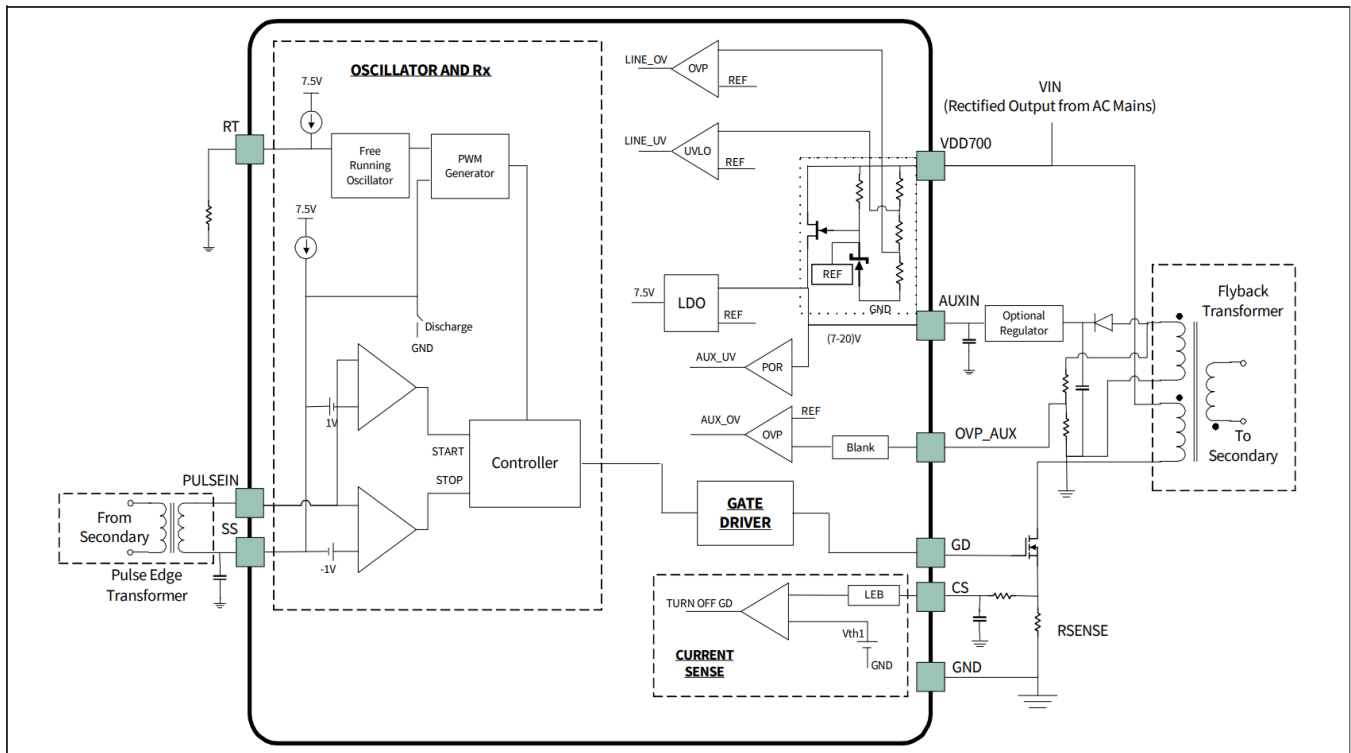 OSCILLATOR AND Rx
7.5V
RT
Free
Running
Oscillator
PWM
Generator
7.5V
Discharge
GND
1V
START
STOP
Controller
PULSEIN
From
Secondary
SS
-1V
Pulse Edge
Transformer
LINE_OV
OVP
REF
LINE_UV
UVLO
REF
VIN
(Rectified Output from AC Mains)
VDD700
REF
GND
7.5V
LDO
REF
AUXIN
(7-20)V
Optional
Regulator
Flyback
Transformer
AUX_UV
POR
AUX_OV
OVP
REF
Blank
OVP_AUX
To
Secondary
GATE
DRIVER
GD
TURN OFF GD
LEB
CS
Vth1
GND
CURRENT
SENSE
RSENSE
GND